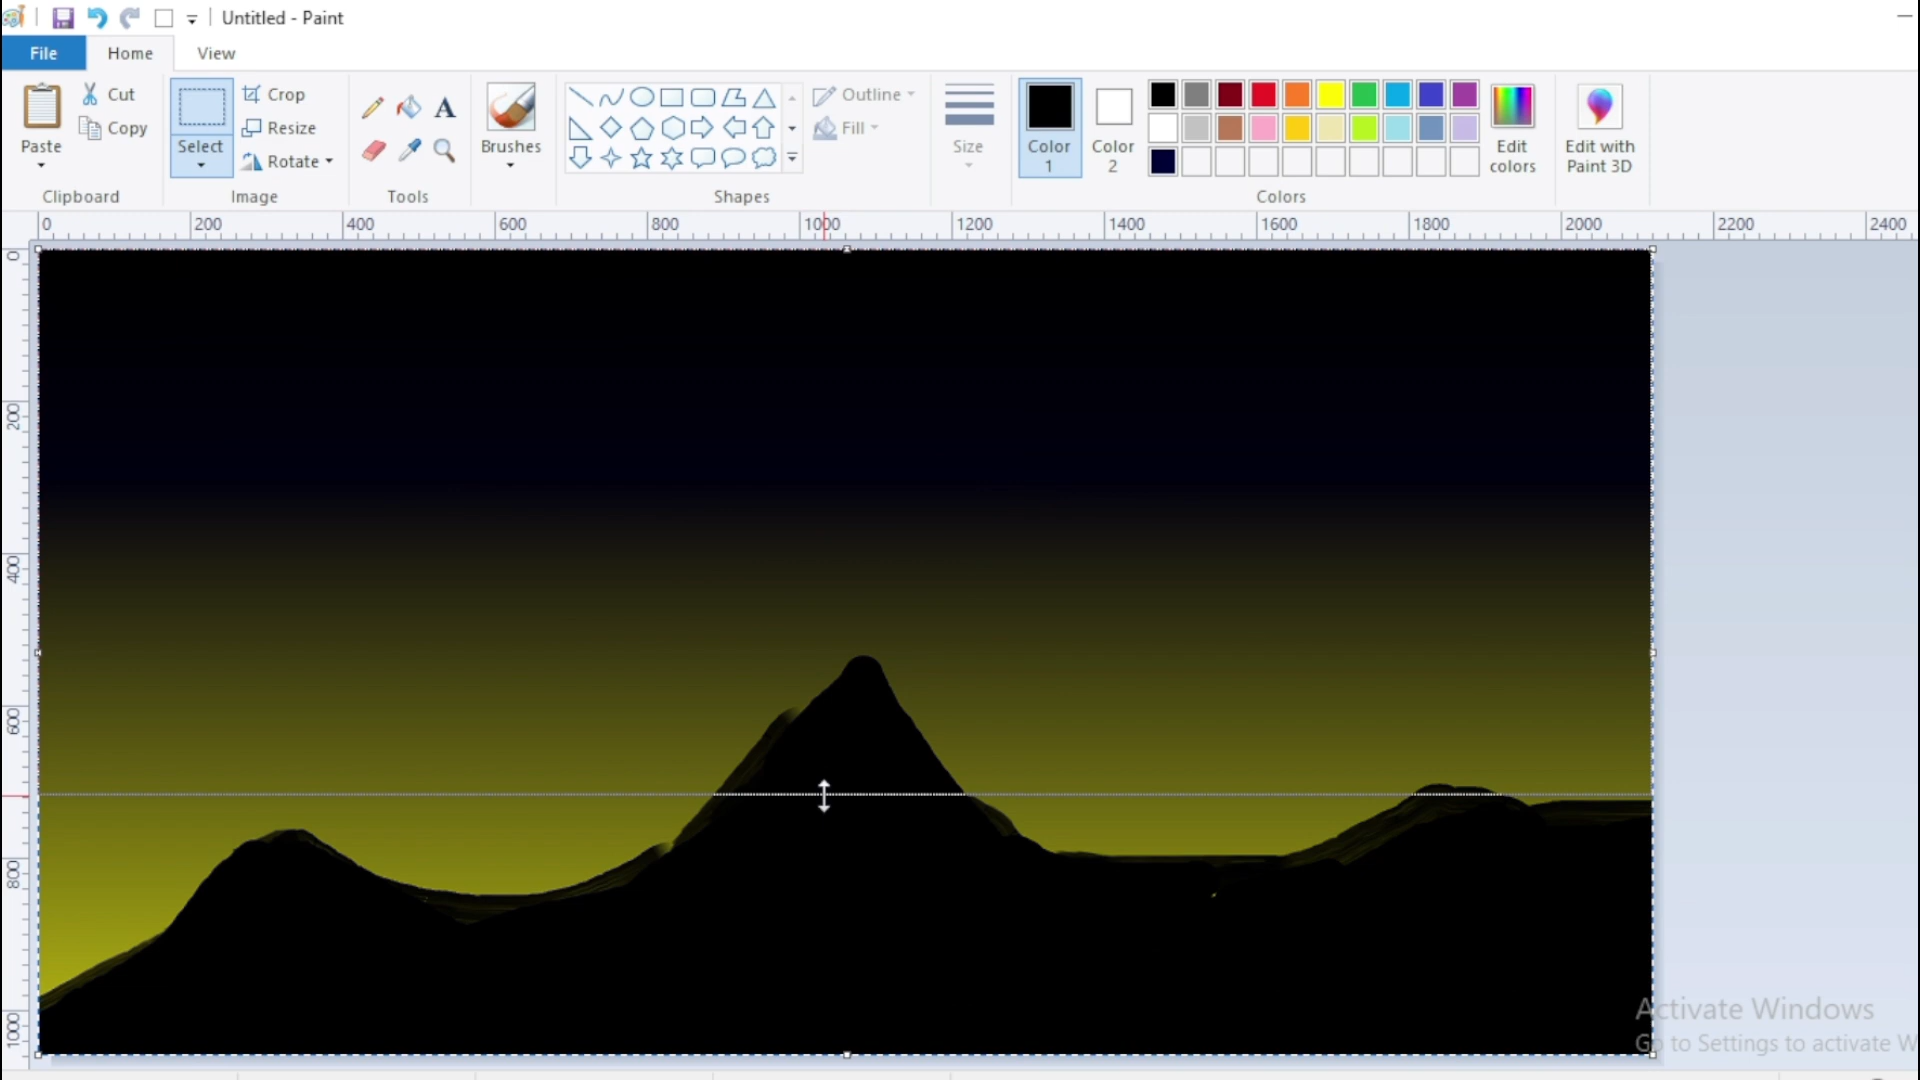 Untitled - Paint
File Home View
Paste
Cut
Copy
Clipboard
Select
Crop
Resize
Rotate
Image
A
Tools
Brushes
Shapes
Outline
Fill
Size
Color
1
Color
2
Edit
colors
Colors
Edit with
Paint 3D
0 200 400 600 800 1000 1200 1400 1600 1800 2000 2200 2400
0
200
400
600
800
1000
Activate Windows
Go to Settings to activate W